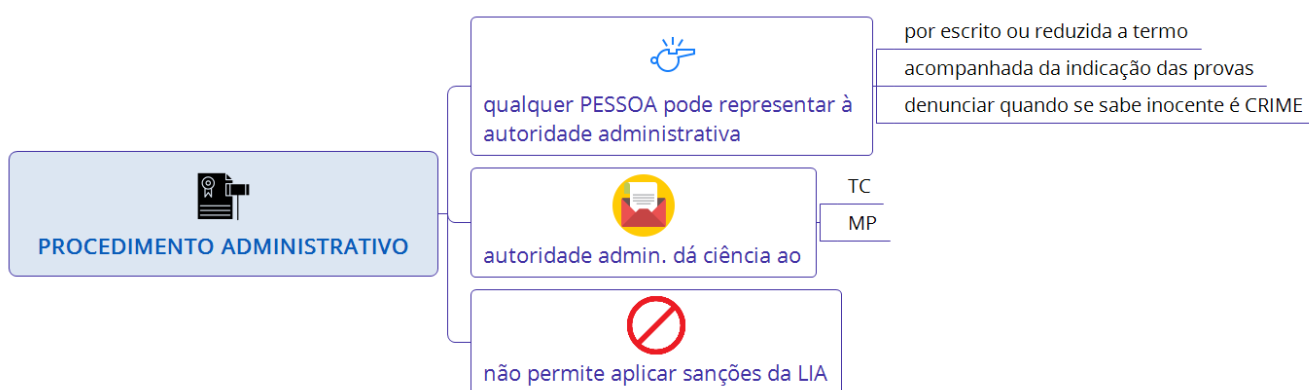 PROCEDIMENTO ADMINISTRATIVO
qualquer PESSOA pode representar à
autoridade administrativa
por escrito ou reduzida a termo
acompanhada da indicação das provas
denunciar quando se sabe inocente é CRIME
autoridade admin. dá ciência ao
TC
MP
não permite aplicar sanções da LIA